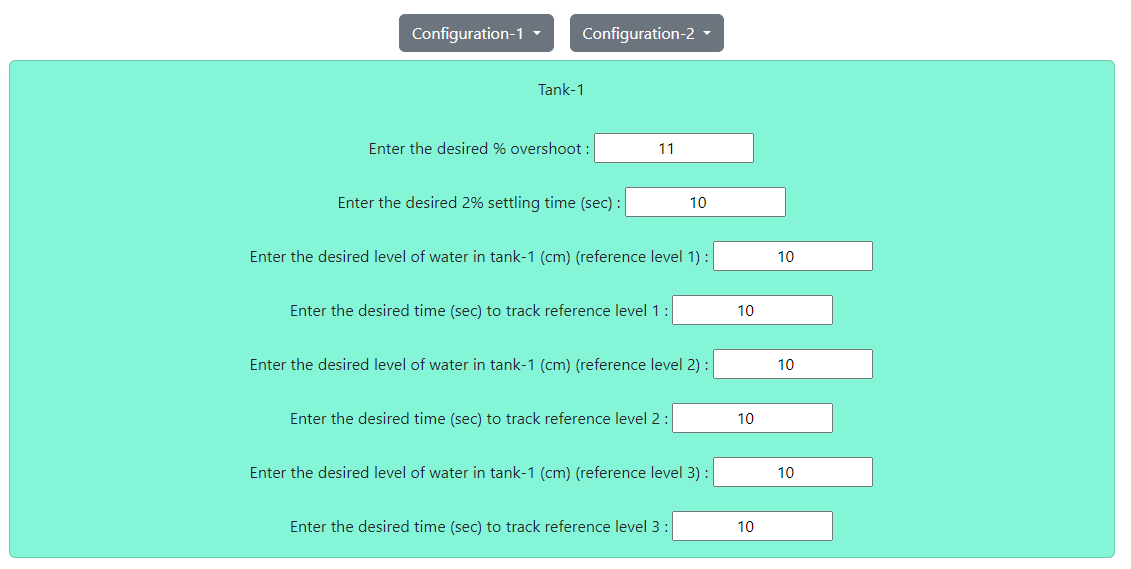 Configuration-1 Configuration-2
Tank-1
Enter the desired % overshoot : 11
Enter the desired 2% settling time (sec) : 10
Enter the desired level of water in tank-1 (cm) (reference level 1) : 10
Enter the desired time (sec) to track reference level 1 : 10
Enter the desired level of water in tank-1 (cm) (reference level 2) : 10
Enter the desired time (sec) to track reference level 2 : 10
Enter the desired level of water in tank-1 (cm) (reference level 3) : 10
Enter the desired time (sec) to track reference level 3 : 10